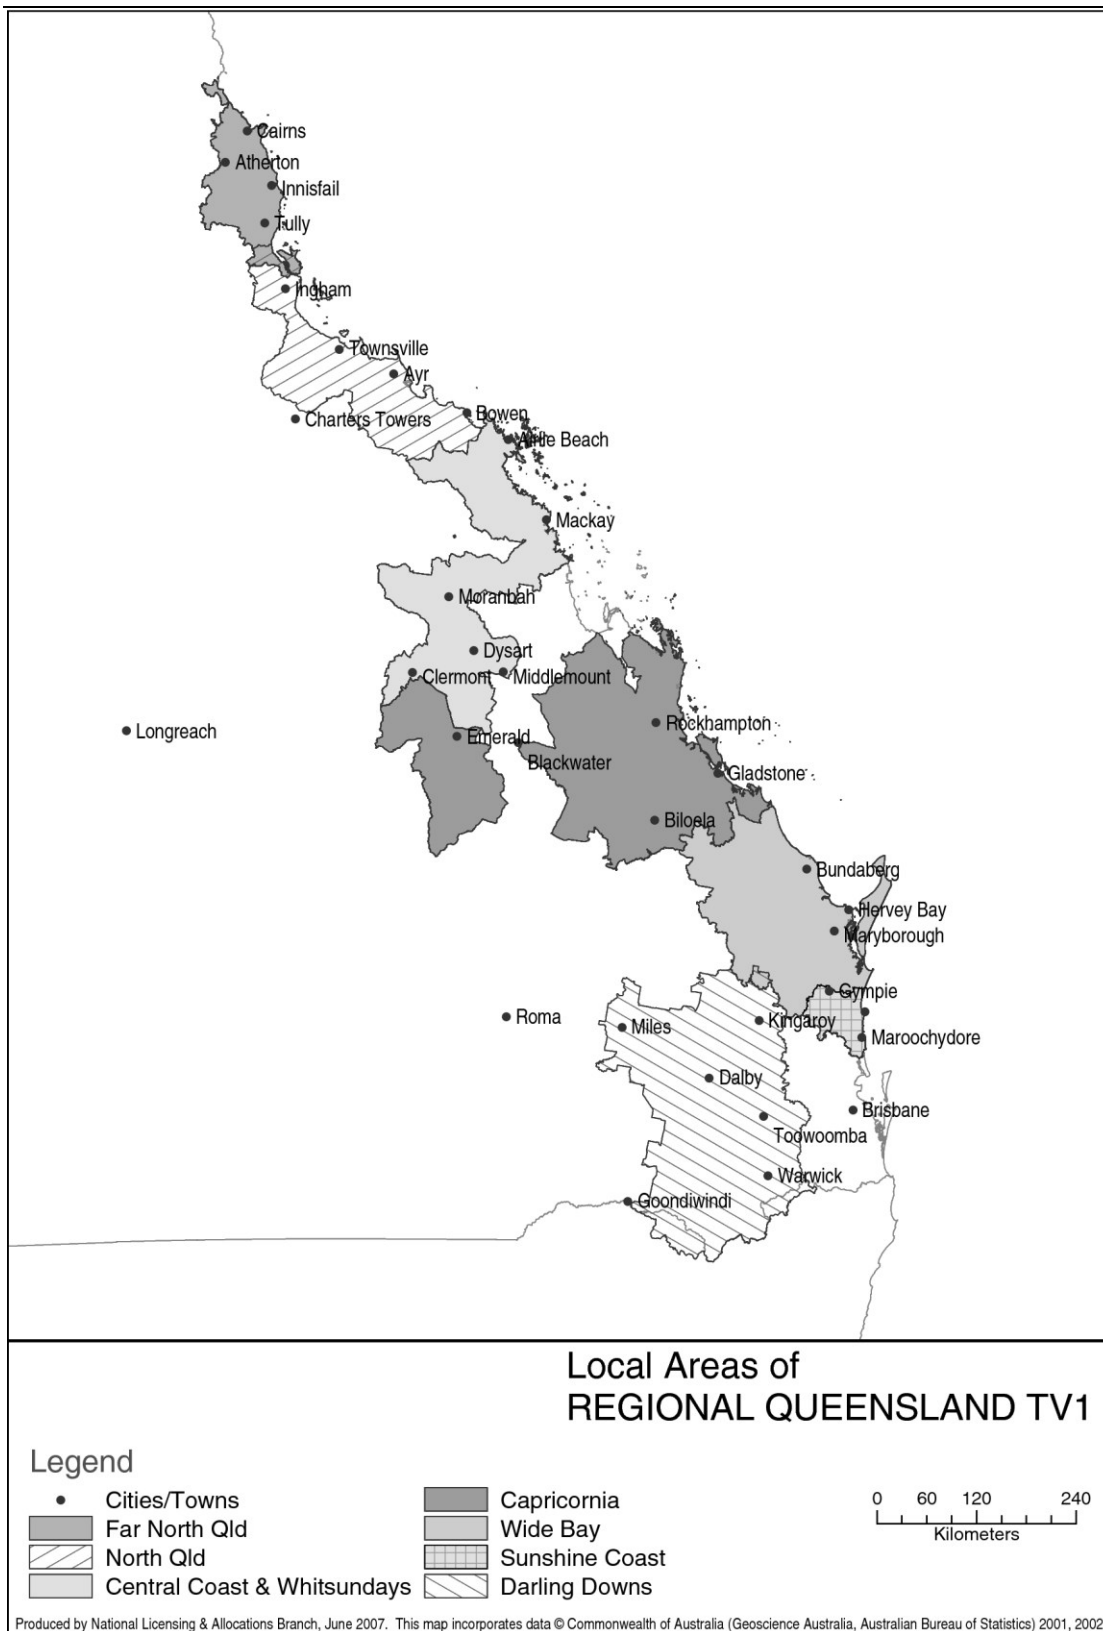 Cairns
Atherton
Innisfail
Tully
Ingham
Townsville
Ayr
Charters Towers
Bowen
Airlie Beach
Mackay
Moranbah
Dysart
Clermont
Middlemount
Longreach
Rockhampton
Emerald
Blackwater
Gladstone
Biloela
Bundaberg
Hervey Bay
Maryborough
Gympie
Roma
Miles
Kingaroy
Maroochydore
Dalby
Brisbane
Toowoomba
Warwick
Goondiwindi
Local Areas of
REGIONAL QUEENSLAND TV1
Legend
Cities/Towns
Far North Qld
North Qld
Central Coast & Whitsundays
Capricornia
Wide Bay
Sunshine Coast
Darling Downs
0 60 120 240
Kilometers
Produced by National Licensing & Allocations Branch, June 2007. This map incorporates data © Commonwealth of Australia (Geoscience Australia, Australian Bureau of Statistics) 2001, 2002